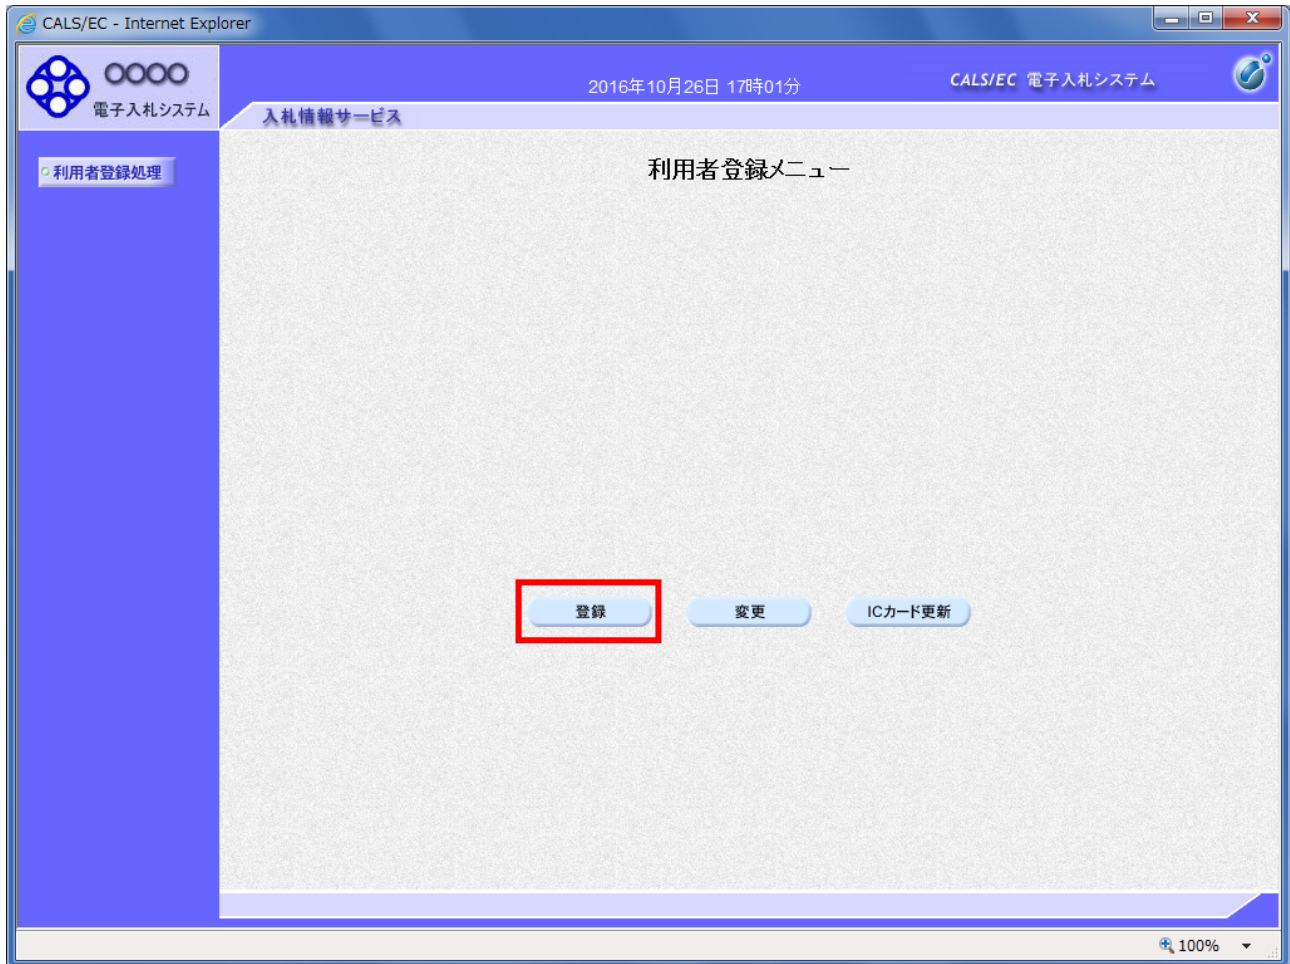 CALS/EC - Internet Explorer
○○○○
電子入札システム
2016年10月26日 17時01分
CALS/EC 電子入札システム
入札情報サービス
利用者登録処理
利用者登録メニュー
登録
変更
ICカード更新
100%